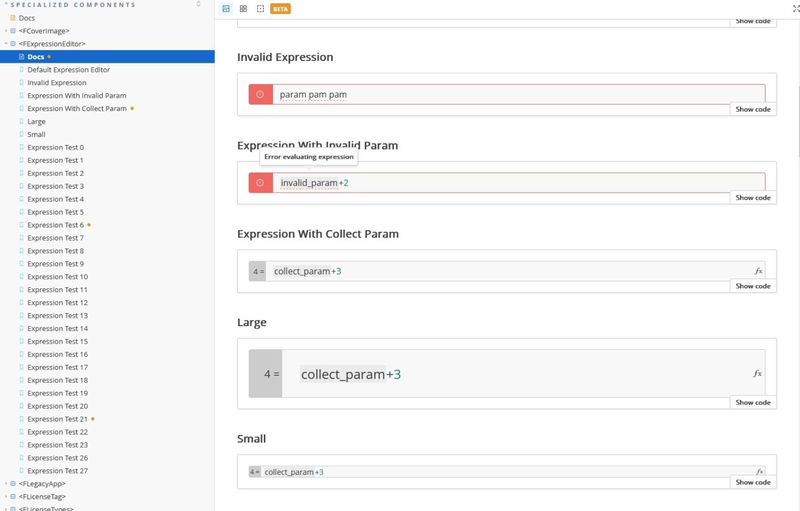 SPECIALIZED COMPONENTS
Docs
<FCoverImage>
<FExpressionEditor>
Docs
Default Expression Editor
Invalid Expression
Expression With Invalid Param
Expression With Collect Param
Large
Small
Expression Test 0
Expression Test 1
Expression Test 2
Expression Test 3
Expression Test 4
Expression Test 5
Expression Test 6
Expression Test 7
Expression Test 8
Expression Test 9
Expression Test 10
Expression Test 11
Expression Test 12
Expression Test 13
Expression Test 14
Expression Test 15
Expression Test 16
Expression Test 17
Expression Test 18
Expression Test 19
Expression Test 20
Expression Test 21
Expression Test 22
Expression Test 23
Expression Test 26
Expression Test 27
<FLegacyApp>
<FLicenseTag>
<FLicenseTypes>
BETA
Show code
Invalid Expression
param pam pam
Show code
Expression With Invalid Param
Error evaluating expression
invalid_param+2
Show code
Expression With Collect Param
4 = collect_param+3 fx
Show code
Large
4 = collect_param+3 fx
Show code
Small
4 = collect_param+3 fx
Show code